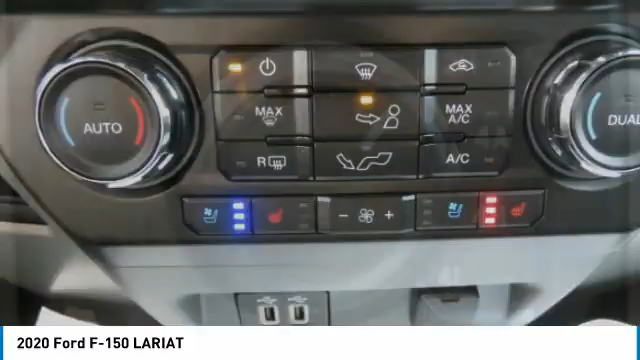 AUTO
MAX
R
MAX
A/C
A/C
DUAL
2020 Ford F-150 LARIAT